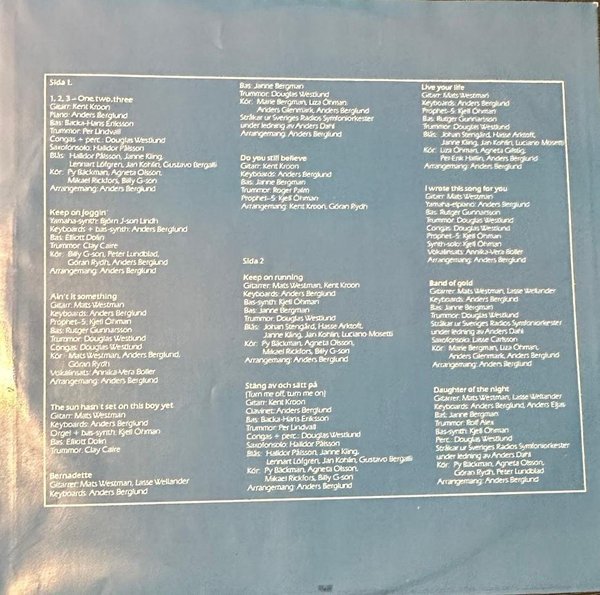 Sida 1.
1, 2, 3 – One, two, three
Gitarr: Kent Kroon
Piano: Anders Berglund
Bas: Backa-Hans Eriksson
Trummor: Per Lindvall
Congas + perc.: Douglas Westlund
Saxofonsolo: Hallidor Pålsson
Blås: Hallidor Pålsson, Janne Kling,
Lennart Löfgren, Jan Kohlin, Gustavo Bergalli
Kör: Py Bäckman, Agneta Olsson,
Mikael Rickfors, Billy G-son
Arrangemang: Anders Berglund
Keep on joggin'
Yamaha-synth: Björn J:son Lindh
Keyboards + bas-synth: Anders Berglund
Bas: Elliott Dolin
Trummor: Clay Caire
Kör: Billy G-son, Peter Lundblad,
Göran Rydh, Anders Berglund
Arrangemang: Anders Berglund
Ain't it something
Gitarr: Mats Westman
Keyboards: Anders Berglund
Prophet-5: Kjell Öhman
Bas: Rutger Gunnarsson
Trummor: Douglas Westlund
Congas: Douglas Westlund
Kör: Mats Westman, Anders Berglund,
Göran Rydh
Vokalinsats: Annika-Vera Boller
Arrangemang: Anders Berglund
The sun hasn't set on this boy yet
Gitarr: Mats Westman
Keyboards: Anders Berglund
Orgel + bas-synth: Kjell Öhman
Bas: Elliott Dolin
Trummor: Clay Caire
Bernadette
Gitarrer: Mats Westman, Lasse Wellander
Keyboards: Anders Berglund
Bas: Janne Bergman
Trummor: Douglas Westlund
Kör: Marie Bergman, Liza Öhman,
Anders Glenmark, Anders Berglund
Stråkar ur Sveriges Radios Symfoniorkester
under ledning av Anders Dahl
Arrangemang: Anders Berglund
Do you still believe
Gitarr: Kent Kroon
Keyboards: Anders Berglund
Bas: Janne Bergman
Trummor: Roger Palm
Prophet-5: Kjell Öhman
Arrangemang: Kent Kroon, Göran Rydh
Sida 2
Keep on running
Gitarrer: Mats Westman, Kent Kroon
Keyboards: Anders Berglund
Bas-synth: Kjell Öhman
Bas: Janne Bergman
Trummor: Douglas Westlund
Blås: Johan Stengård, Hasse Arktoft,
Janne Kling, Jan Kohlin, Luciano Mosetti
Kör: Py Bäckman, Agneta Olsson,
Mikael Rickfors, Billy G-son
Arrangemang: Anders Berglund
Stäng av och sätt på
(Turn me off, turn me on)
Gitarr: Kent Kroon
Clavinet: Anders Berglund
Bas: Backa-Hans Eriksson
Trummor: Per Lindvall
Congas + perc.: Douglas Westlund
Saxofonsolo: Hallidor Pålsson
Blås: Hallidor Pålsson, Janne Kling,
Lennart Löfgren, Jan Kohlin, Gustavo Bergalli
Kör: Py Bäckman, Agneta Olsson,
Mikael Rickfors, Billy G-son
Arrangemang: Anders Berglund
Live your life
Gitarr: Mats Westman
Keyboards: Anders Berglund
Prophet-5: Kjell Öhman
Bas: Rutger Gunnarsson
Trummor: Douglas Westlund
Blås: Johan Stengård, Hasse Arktoft,
Janne Kling, Jan Kohlin, Luciano Mosetti
Kör: Liza Öhman, Agneta Gilstig,
Per-Erik Hallin, Anders Berglund
Arrangemang: Anders Berglund
I wrote this song for you
Gitarr: Mats Westman
Yamaha-elpiano: Anders Berglund
Bas: Rutger Gunnarsson
Trummor: Douglas Westlund
Congas: Douglas Westlund
Prophet-5: Kjell Öhman
Synth-solo: Kjell Öhman
Vokalinsats: Annika-Vera Boller
Arrangemang: Anders Berglund
Band of gold
Gitarrer: Mats Westman, Lasse Wellander
Keyboards: Anders Berglund
Bas: Janne Bergman
Trummor: Douglas Westlund
Stråkar ur Sveriges Radios Symfoniorkester
under ledning av Anders Dahl
Saxofonsolo: Lasse Carlsson
Kör: Marie Bergman, Liza Öhman,
Anders Glenmark, Anders Berglund
Arrangemang: Anders Berglund
Daughter of the night
Gitarrer: Mats Westman, Lasse Wellander
Keyboards: Anders Berglund, Anders Eljas
Bas: Janne Bergman
Trummor: Rolf Alex
Bas-synth: Kjell Öhman
Perc.: Douglas Westlund
Stråkar ur Sveriges Radios Symfoniorkester
under ledning av Anders Dahl
Kör: Py Bäckman, Agneta Olsson,
Göran Rydh, Peter Lundblad
Arrangemang: Anders Berglund